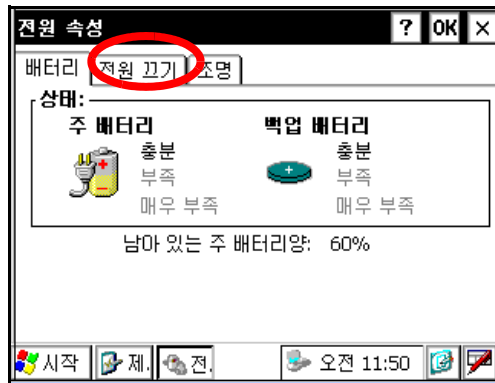 전원 속성 ? OK ×
배터리 전원 끄기 조명
상태:
주 배터리 백업 배터리
충분 충분
부족 부족
매우 부족 매우 부족
남아 있는 주 배터리양: 60%
시작 제. 전. 오전 11:50